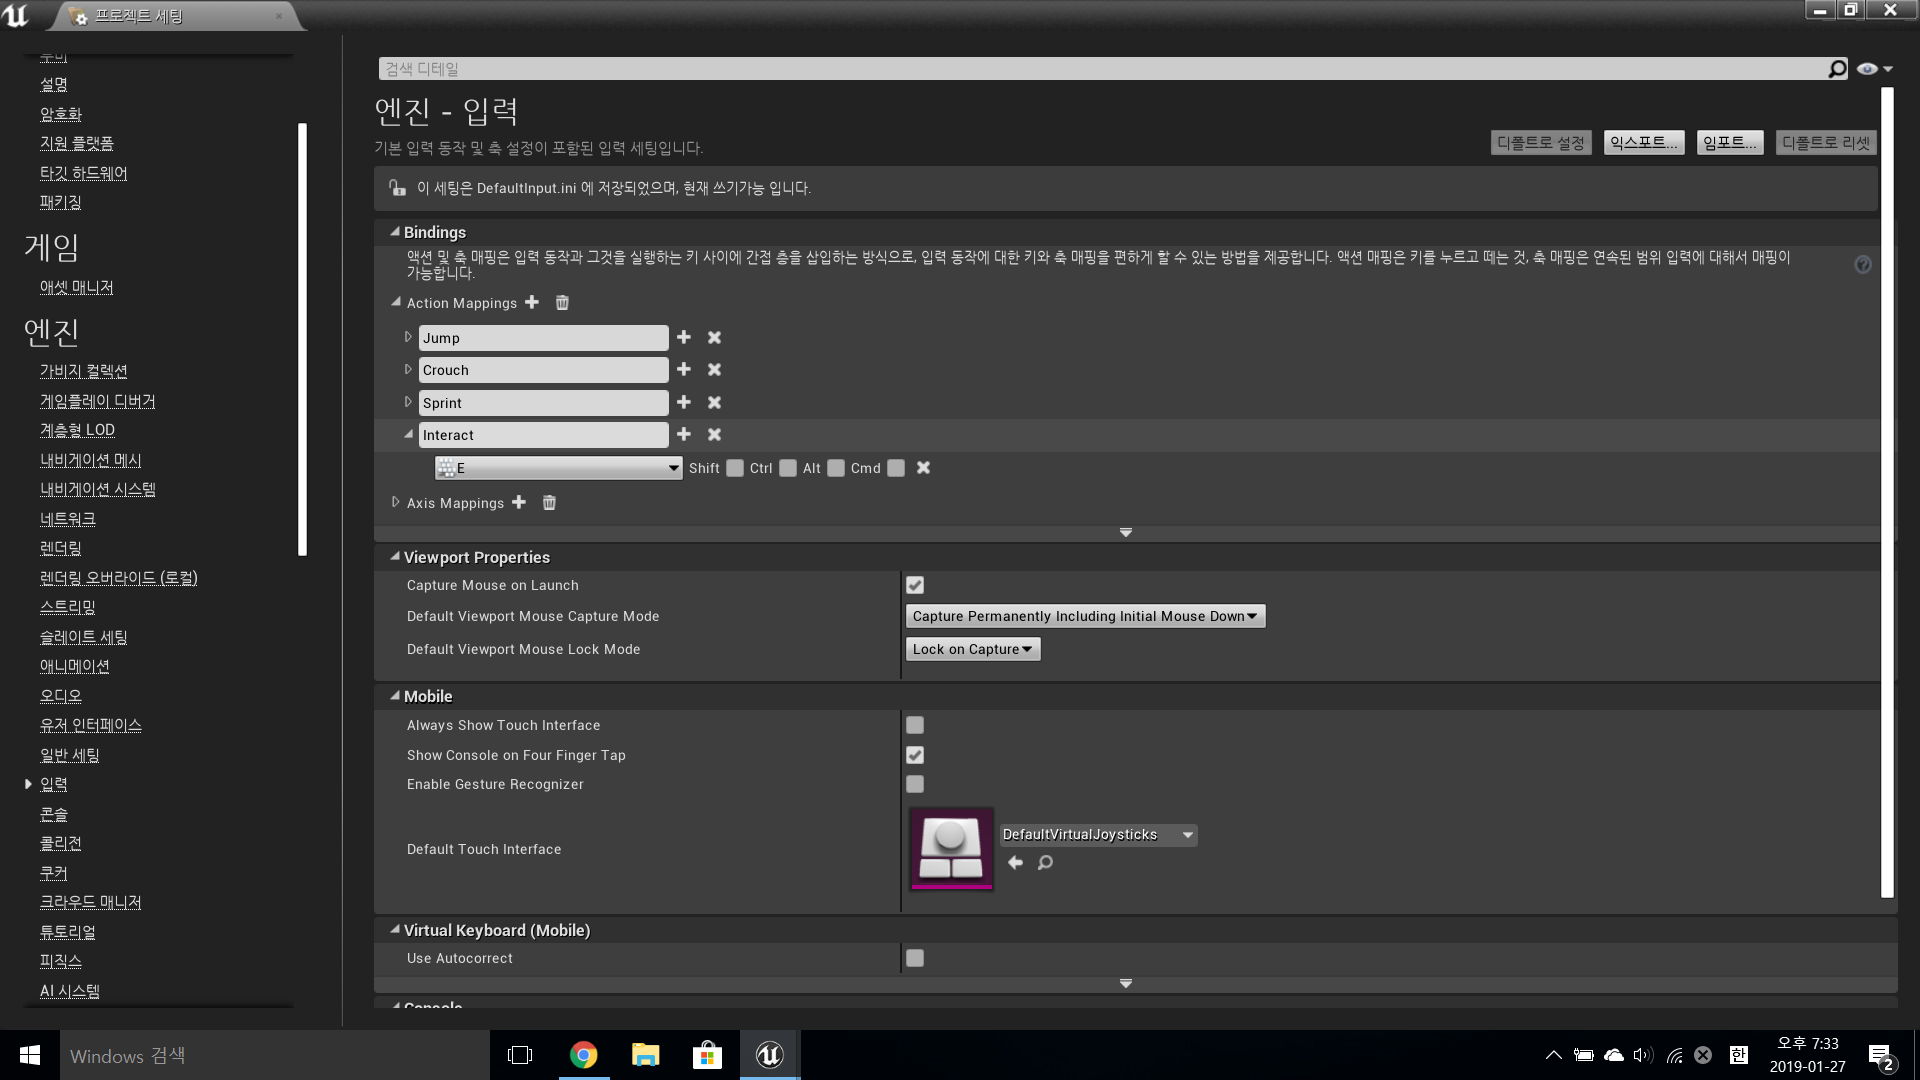 프로젝트 세팅
설명
암호화
지원 플랫폼
타깃 하드웨어
패키징
게임
애셋 매니저
엔진
가비지 컬렉션
게임플레이 디버거
계층형 LOD
내비게이션 메시
내비게이션 시스템
네트워크
렌더링
렌더링 오버라이드 (로컬)
스트리밍
슬레이트 세팅
애니메이션
오디오
유저 인터페이스
일반 세팅
입력
콘솔
콜리전
쿠커
크라우드 매니저
튜토리얼
피직스
AI 시스템
검색 디테일
엔진 - 입력
기본 입력 동작 및 축 설정이 포함된 입력 세팅입니다.
디폴트로 설정 익스포트... 임포트... 디폴트로 리셋
이 세팅은 DefaultInput.ini 에 저장되었으며, 현재 쓰기가능 입니다.
Bindings
액션 및 축 매핑은 입력 동작과 그것을 실행하는 키 사이에 간접 층을 삽입하는 방식으로, 입력 동작에 대한 키와 축 매핑을 편하게 할 수 있는 방법을 제공합니다. 액션 매핑은 키를 누르고 떼는 것, 축 매핑은 연속된 범위 입력에 대해서 매핑이
가능합니다.
Action Mappings
Jump
Crouch
Sprint
Interact
E Shift Ctrl Alt Cmd
Axis Mappings
Viewport Properties
Capture Mouse on Launch
Default Viewport Mouse Capture Mode Capture Permanently Including Initial Mouse Down
Default Viewport Mouse Lock Mode Lock on Capture
Mobile
Always Show Touch Interface
Show Console on Four Finger Tap
Enable Gesture Recognizer
Default Touch Interface DefaultVirtualJoysticks
Virtual Keyboard (Mobile)
Use Autocorrect
Console
Windows 검색
한
오후 7:33
2019-01-27
2